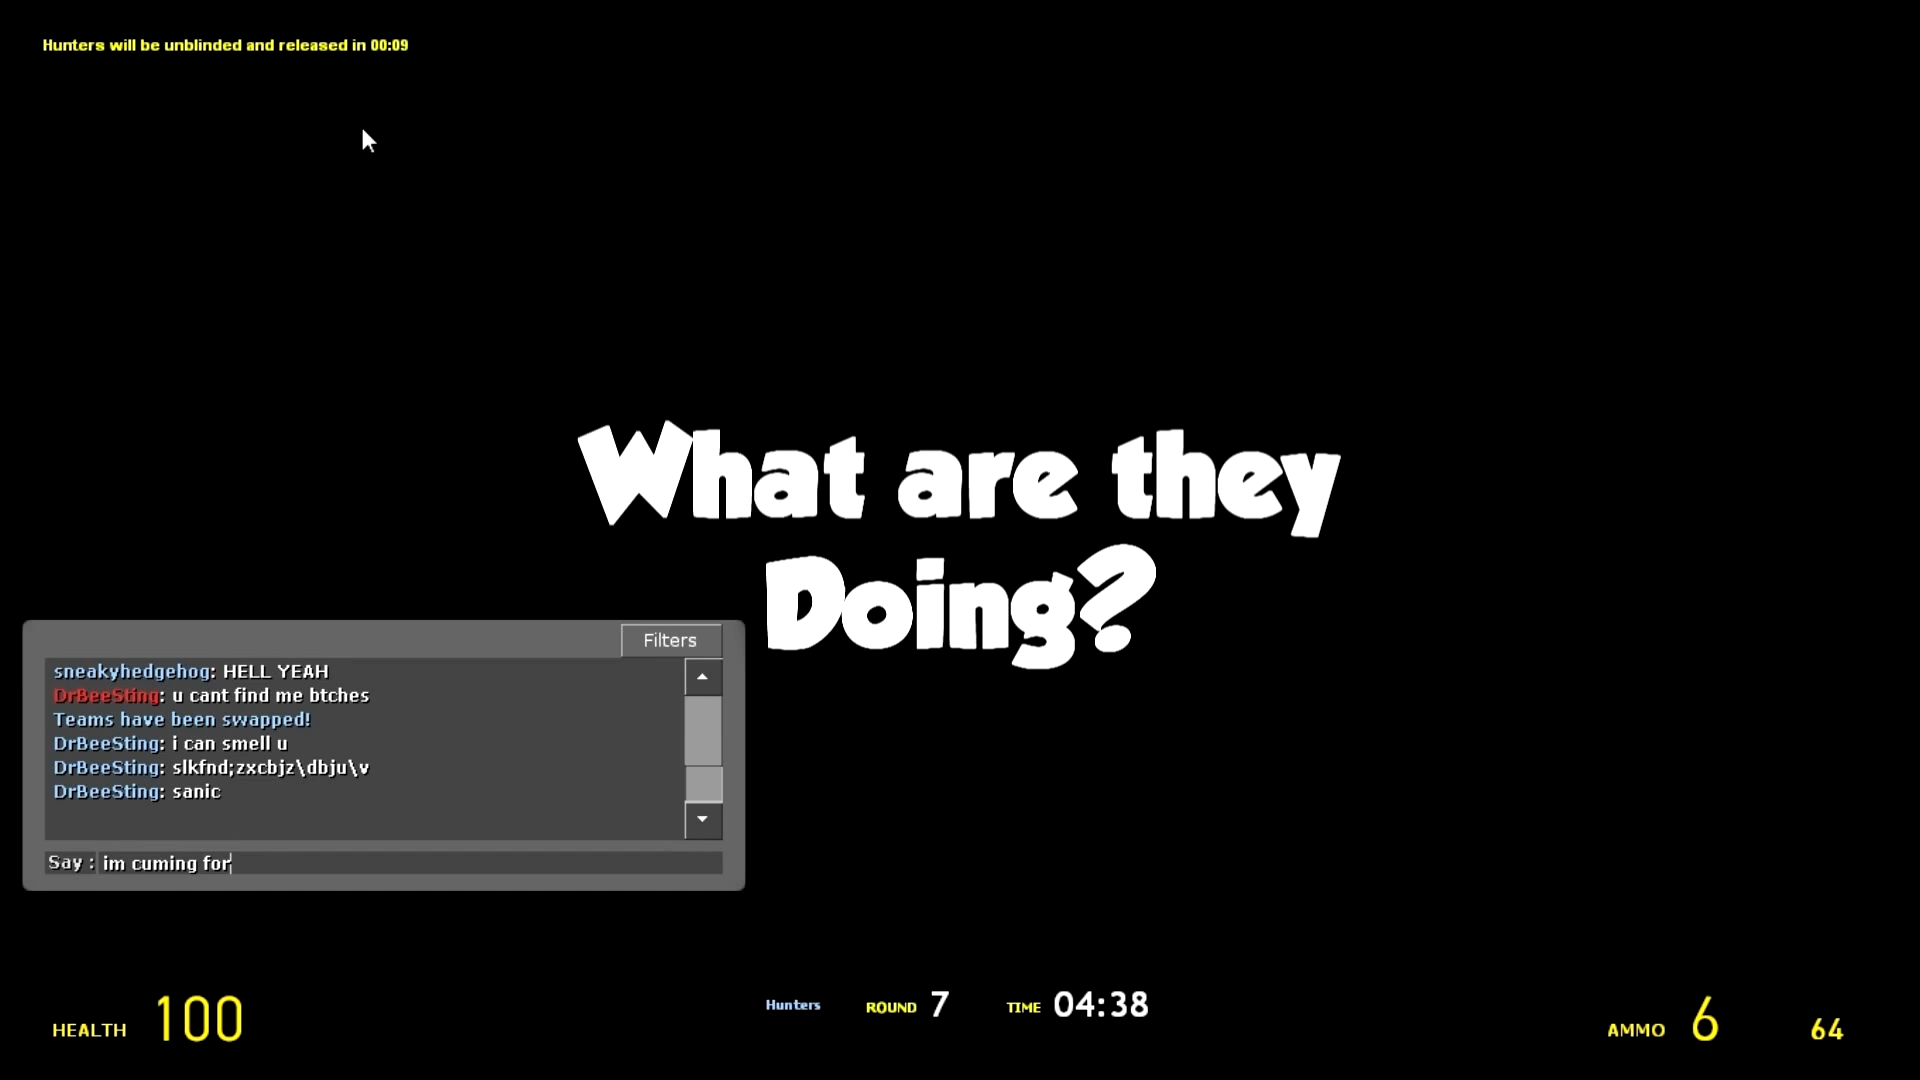 Hunters will be unblinded and released in 00:09
What are they
Doing?
Filters
sneakyhedgehog: HELL YEAH
DrBeeSting: u cant find me btches
Teams have been swapped!
DrBeeSting: i can smell u
DrBeeSting: slkfnd;zxcbjz\dbju\v
DrBeeSting: sanic
Say : im cuming for
HEALTH 100
Hunters ROUND 7 TIME 04:38
AMMO 6 64